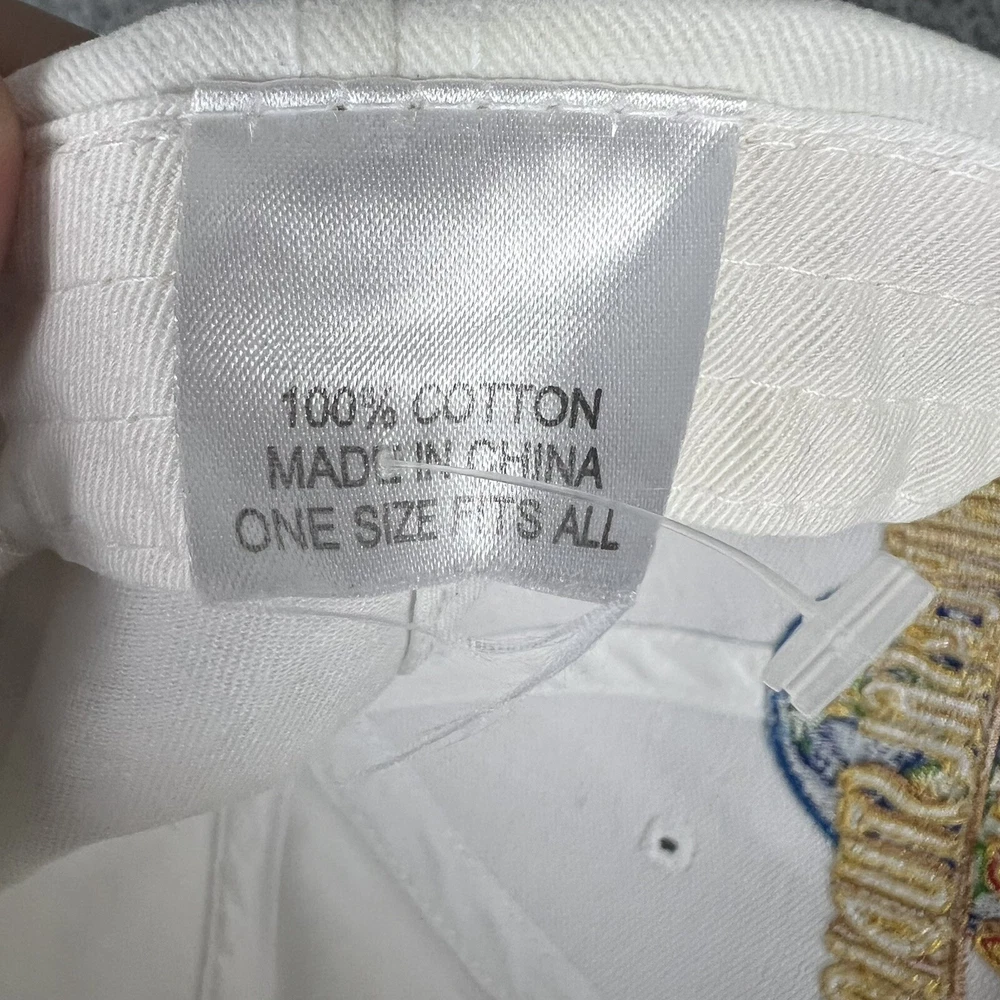 100% COTTON
MADE IN CHINA
ONE SIZE FITS ALL